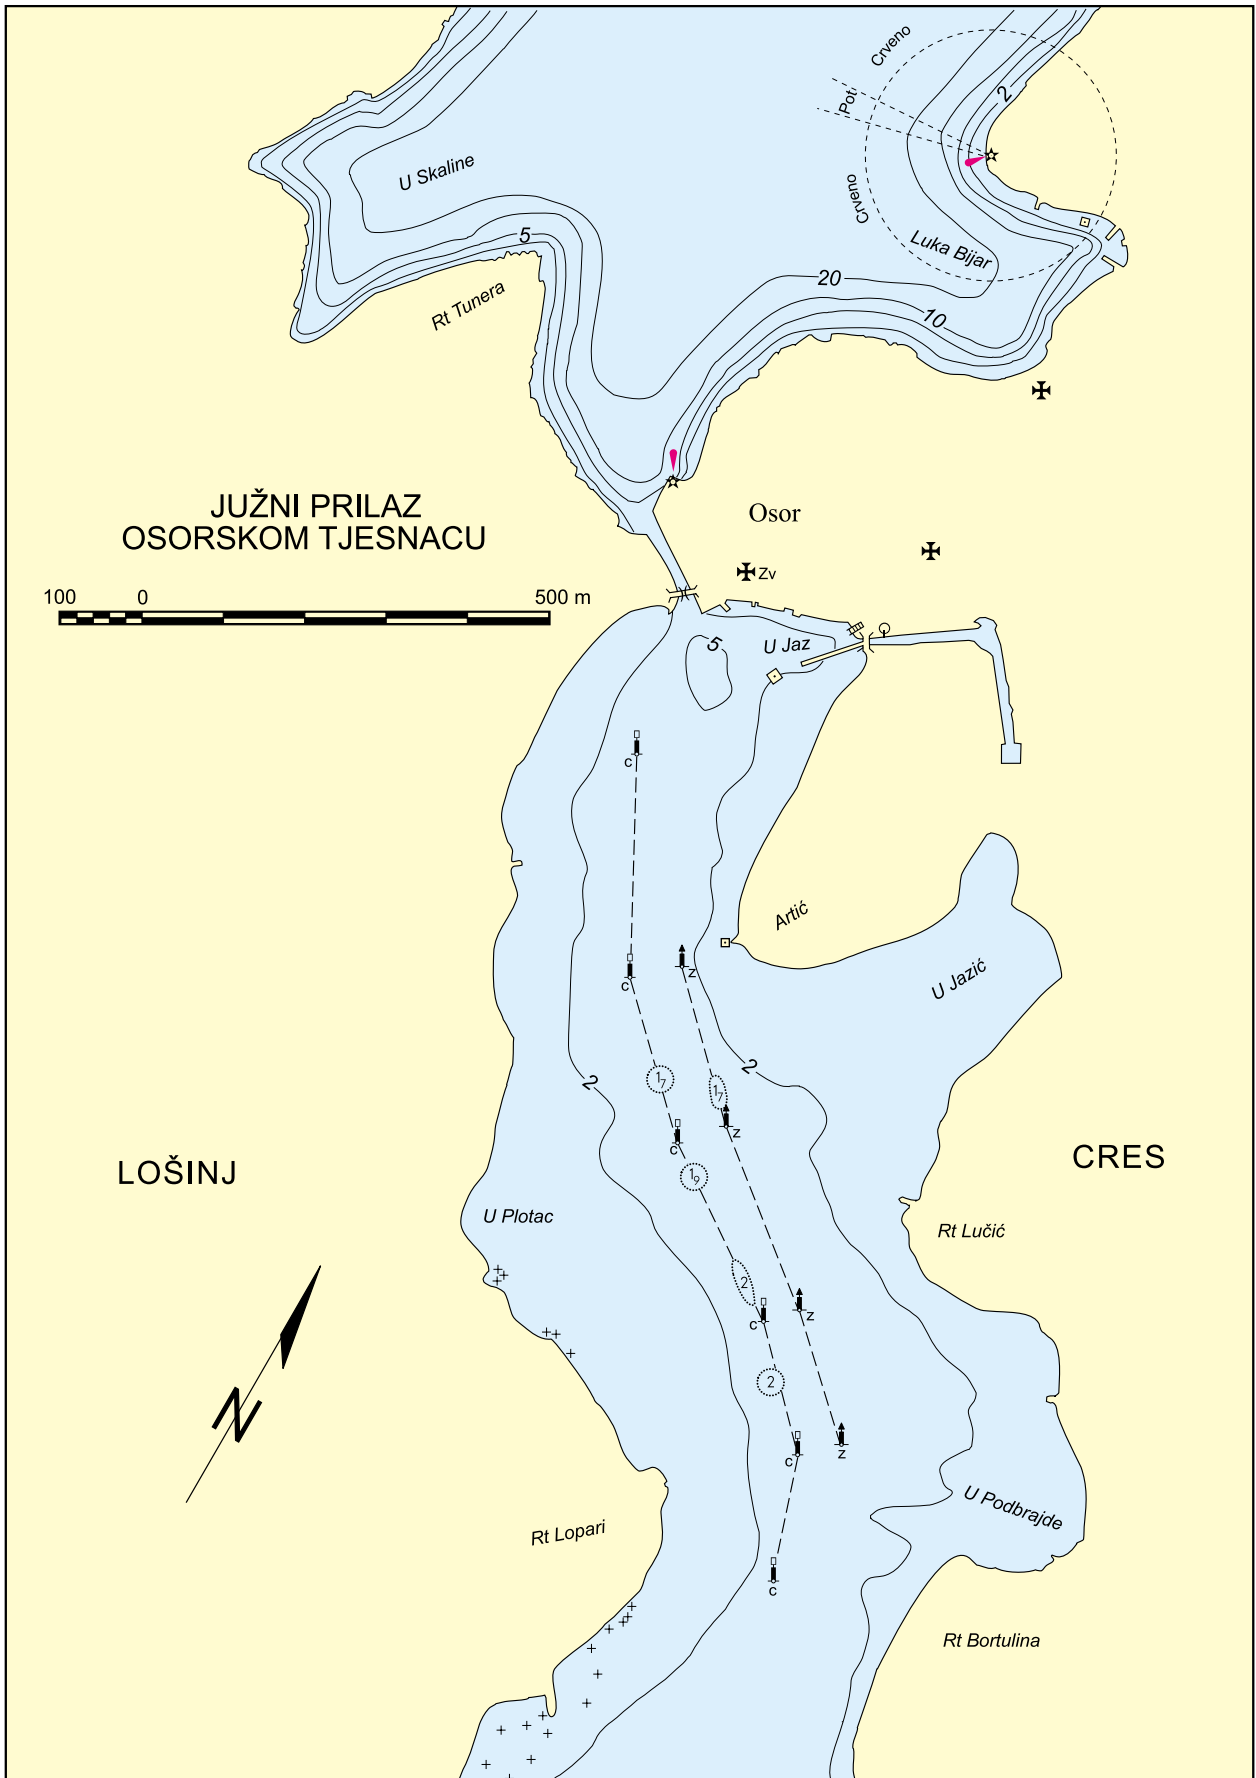 Crveno
2
Pot.
U Skaline
Crveno
5
Luka Bijar
20
Rt Tunera
10
JUŽNI PRILAZ
OSORSKOM TJESNACU
Osor
Zv
100 0 500 m
5
U Jaz
c
Artić
c
z
U Jazić
2
2
1₇
1₇
c
z
LOŠINJ
CRES
1₉
U Plotac
Rt Lučić
2
c
z
N
2
c
z
U Podbrajde
Rt Lopari
c
Rt Bortulina